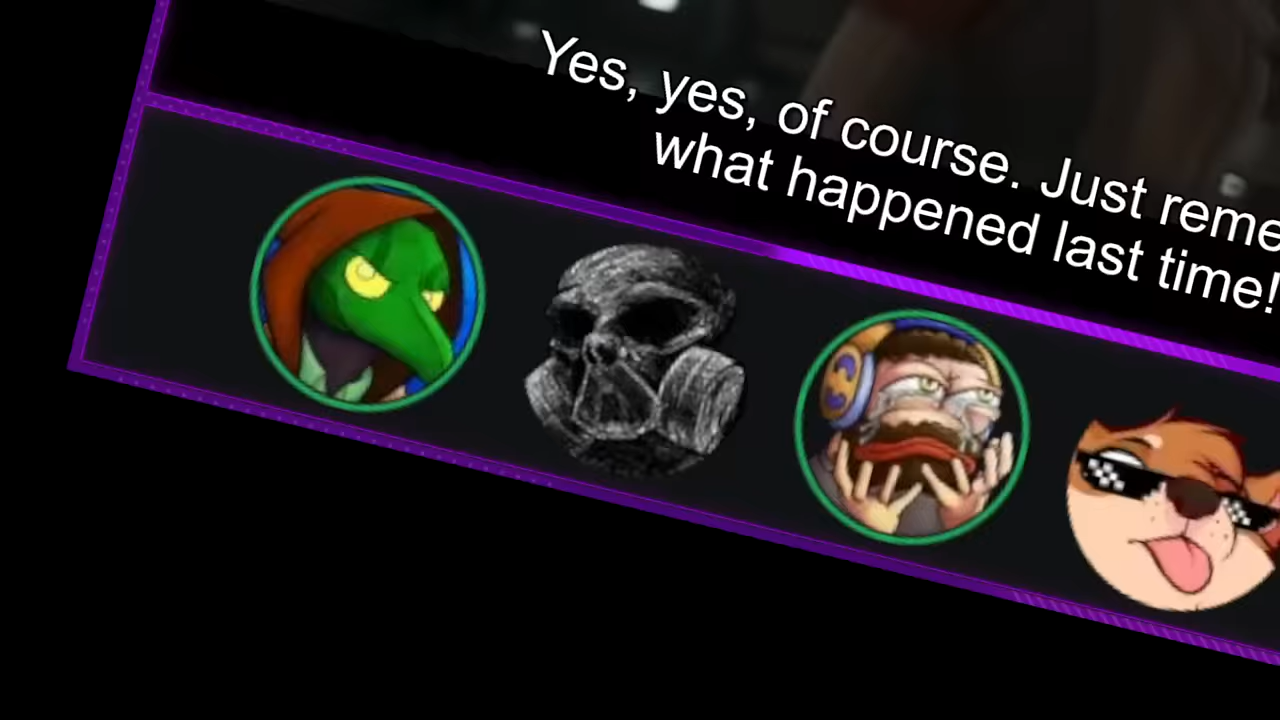 Yes, yes, of course. Just reme
what happened last time!